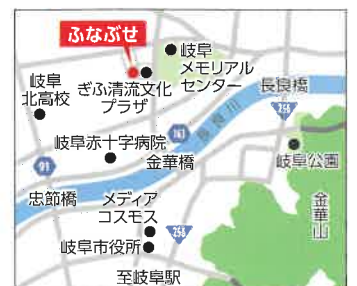 ふなぶせ
岐阜
メモリアル
センター
岐阜
北高校
ぎふ清流文化
プラザ
長良橋
256
長良川
163
岐阜赤十字病院
金華橋
岐阜公園
91
忠節橋
メディア
コスモス
金華山
256
岐阜市役所
至岐阜駅